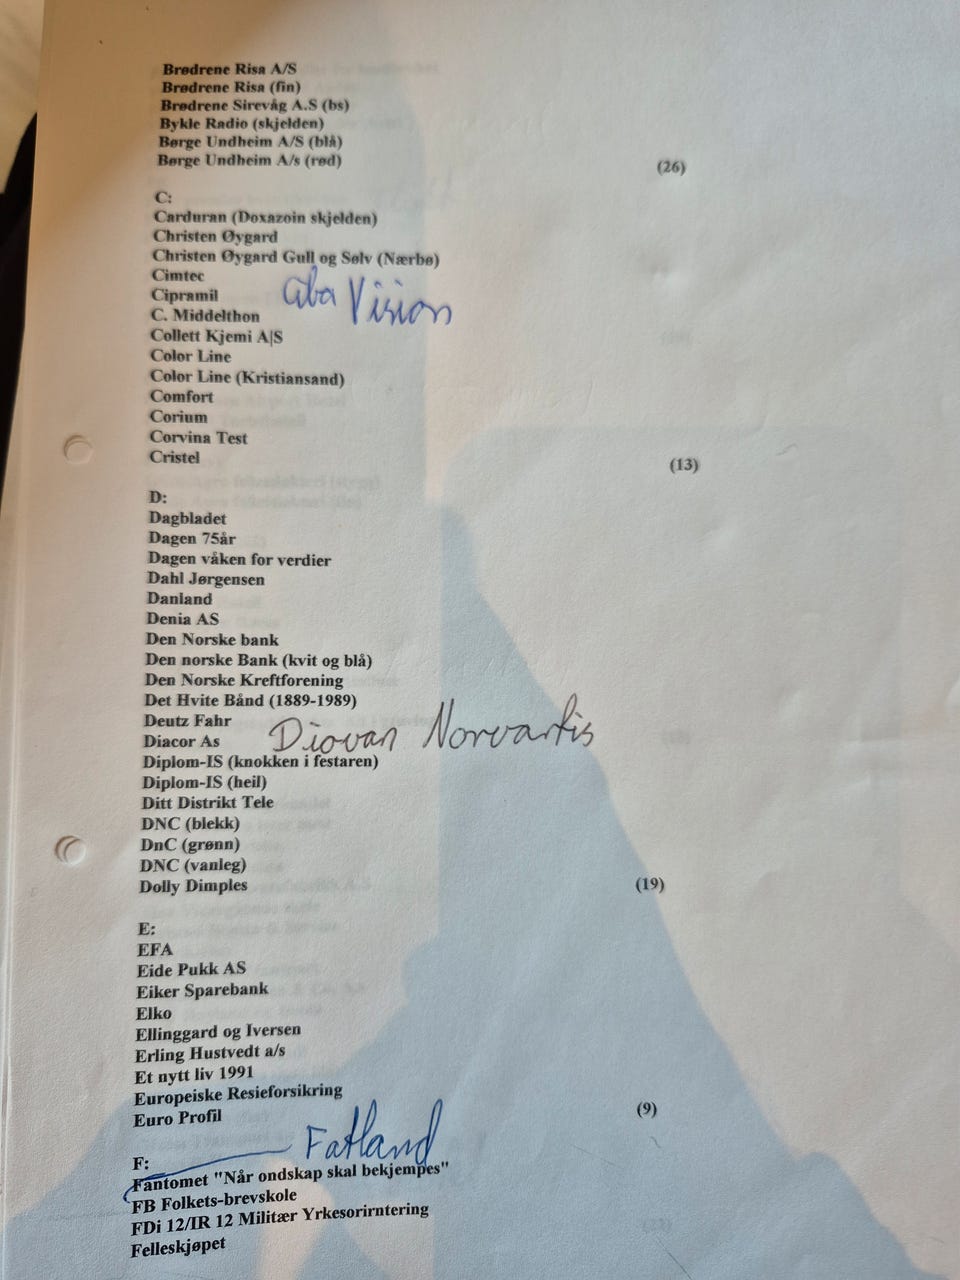 Brødrene Risa A/S
Brødrene Risa (fin)
Brødrene Sirevåg A.S (bs)
Bykle Radio (skjelden)
Børge Undheim A/S (blå)
Børge Undheim A/s (rød)
(26)
C:
Carduran (Doxazoin skjelden)
Christen Øygard
Christen Øygard Gull og Sølv (Nærbø)
Cimtec
Cipramil
Ciba Vision
C. Middelthon
Collett Kjemi A|S
Color Line
Color Line (Kristiansand)
Comfort
Corium
Corvina Test
Cristel
(13)
D:
Dagbladet
Dagen 75år
Dagen våken for verdier
Dahl Jørgensen
Danland
Denia AS
Den Norske bank
Den norske Bank (kvit og blå)
Den Norske Kreftforening
Det Hvite Bånd (1889-1989)
Deutz Fahr
Diacor As
Diovan Norvartis
Diplom-IS (knokken i festaren)
Diplom-IS (heil)
Ditt Distrikt Tele
DNC (blekk)
DnC (grønn)
DNC (vanleg)
Dolly Dimples
(19)
E:
EFA
Eide Pukk AS
Eiker Sparebank
Elko
Ellinggard og Iversen
Erling Hustvedt a/s
Et nytt liv 1991
Europeiske Resieforsikring
Euro Profil
(9)
F:
Fatland
Fantomet "Når ondskap skal bekjempes"
FB Folkets-brevskole
FDi 12/IR 12 Militær Yrkesorirntering
Felleskjøpet